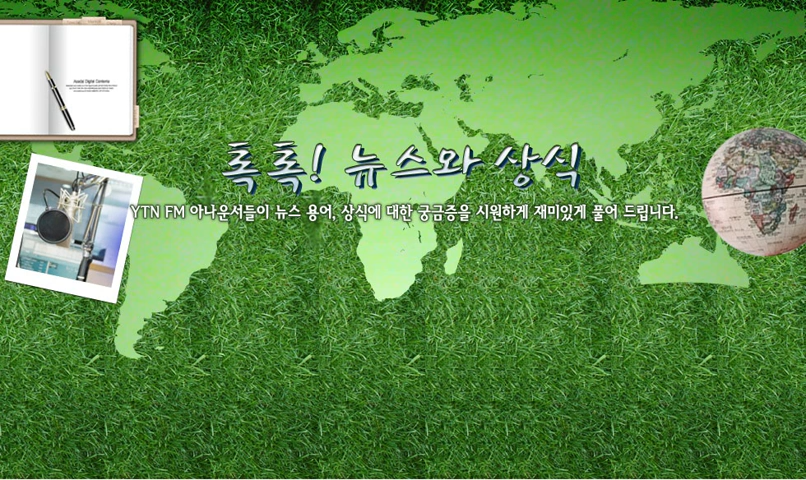 톡톡! 뉴스와 상식
YTN FM 아나운서들이 뉴스 용어, 상식에 대한 궁금증을 시원하게 재미있게 풀어 드립니다.